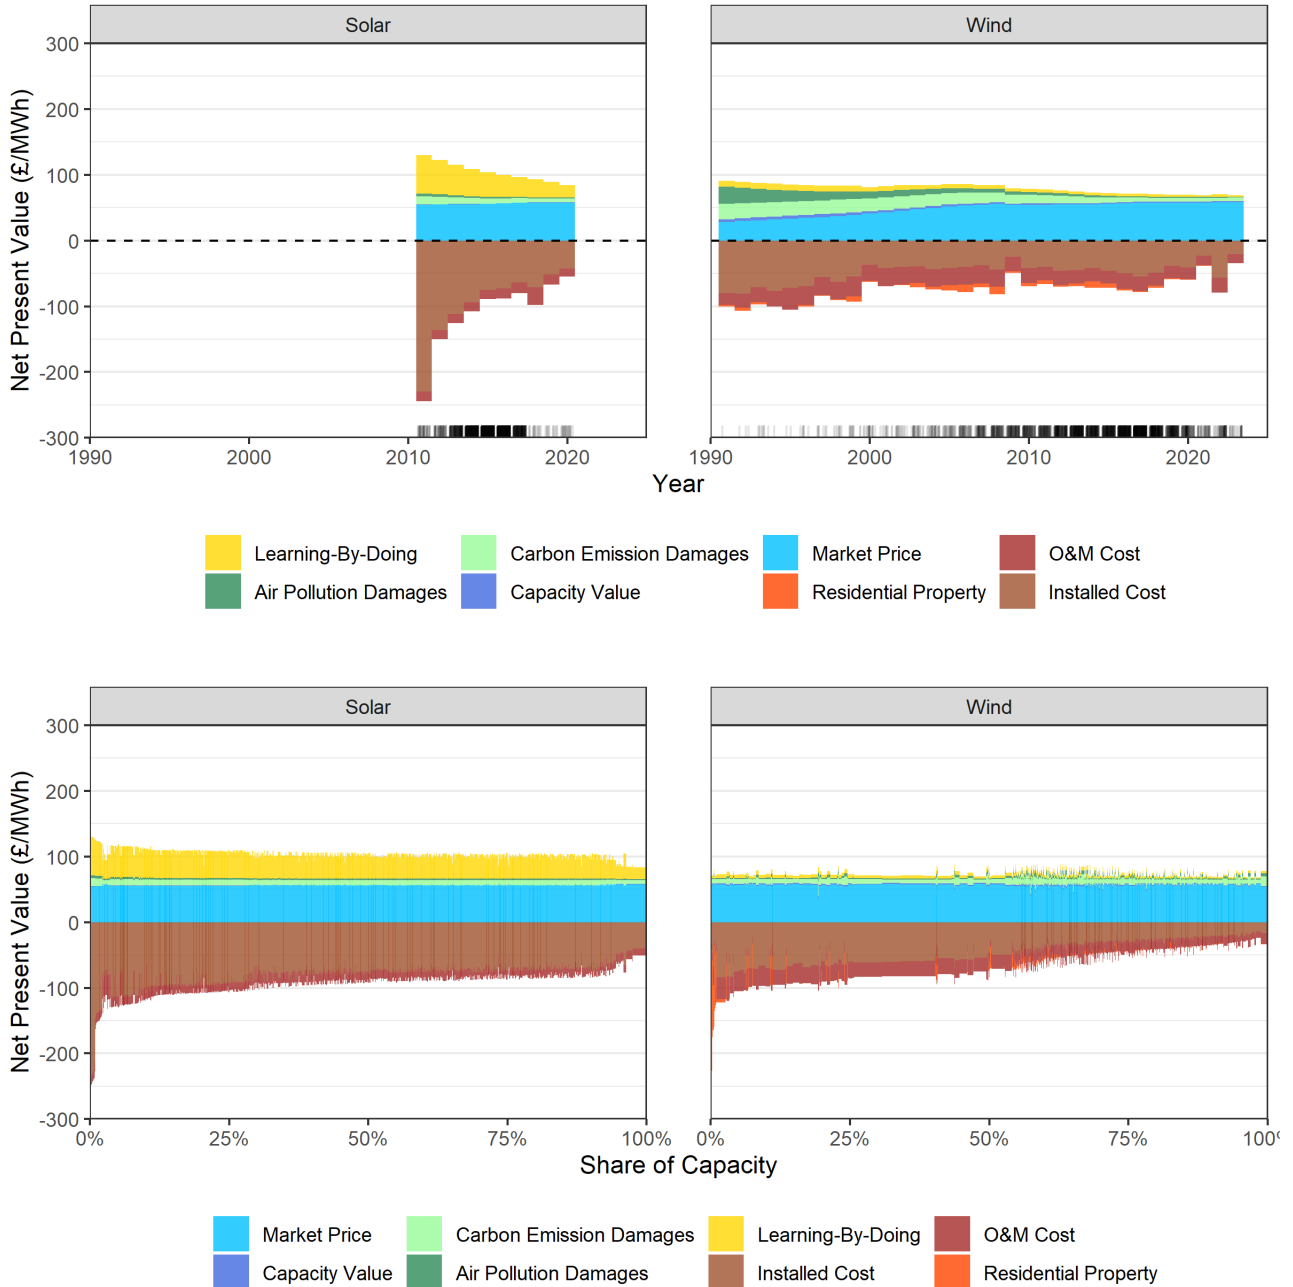 Solar
Wind
Net Present Value (£/MWh)
300
200
100
0
-100
-200
-300
1990
2000
2010
2020
1990
2000
2010
2020
Year
Learning-By-Doing
Carbon Emission Damages
Market Price
O&M Cost
Air Pollution Damages
Capacity Value
Residential Property
Installed Cost
Solar
Wind
Net Present Value (£/MWh)
300
200
100
0
-100
-200
-300
0%
25%
50%
75%
100%
0%
25%
50%
75%
100%
Share of Capacity
Market Price
Carbon Emission Damages
Learning-By-Doing
O&M Cost
Capacity Value
Air Pollution Damages
Installed Cost
Residential Property